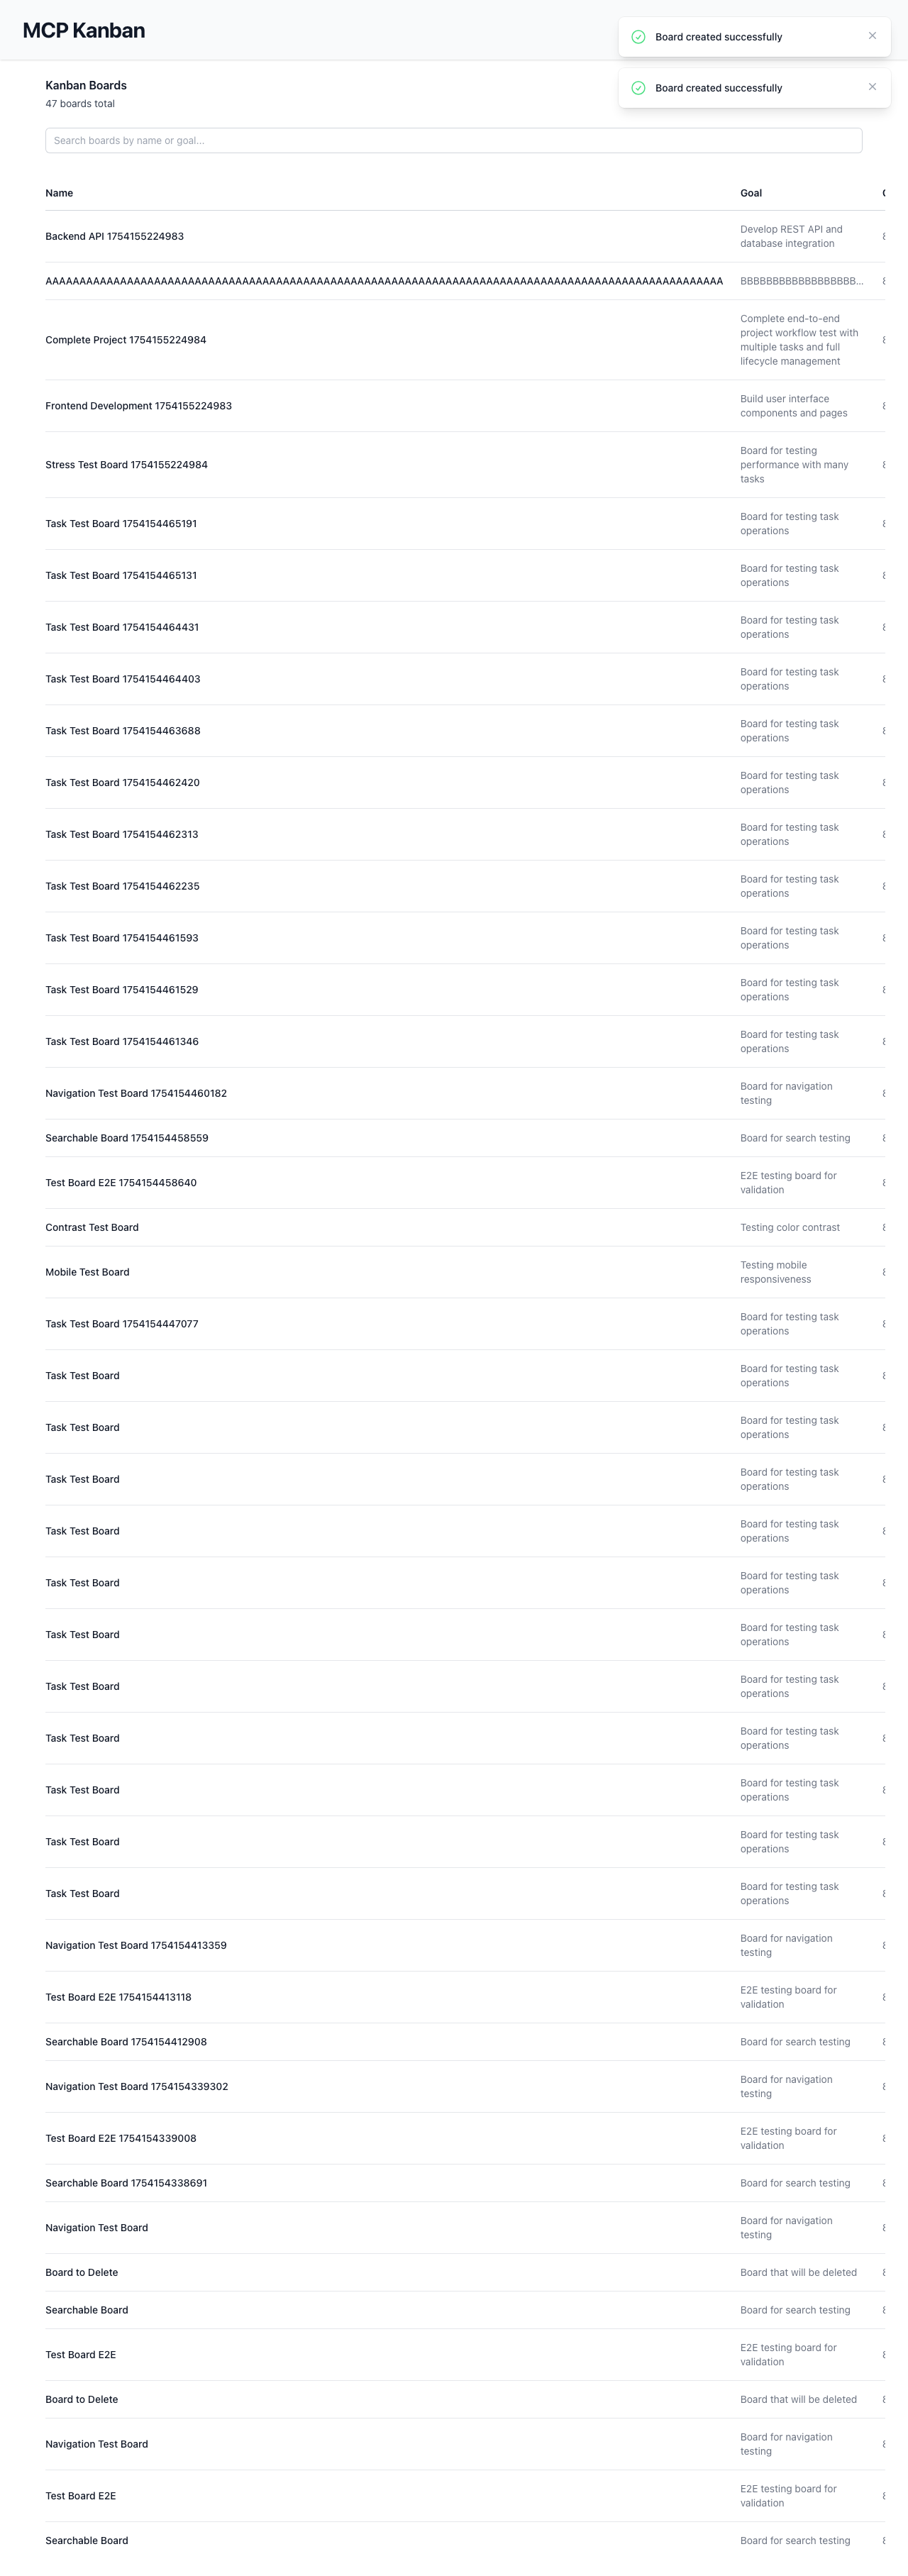 MCP Kanban
Board created successfully
Board created successfully
Kanban Boards
47 boards total
Search boards by name or goal...
Name Goal
Backend API 1754155224983 Develop REST API and
database integration
AAAAAAAAAAAAAAAAAAAAAAAAAAAAAAAAAAAAAAAAAAAAAAAAAAAAAAAAAAAAAAAAAAAAAAAAAAAAAAAAAAAAAAAAAAAAAAAAAAAA BBBBBBBBBBBBBBBBBB...
Complete Project 1754155224984 Complete end-to-end
project workflow test with
multiple tasks and full
lifecycle management
Frontend Development 1754155224983 Build user interface
components and pages
Stress Test Board 1754155224984 Board for testing
performance with many
tasks
Task Test Board 1754154465191 Board for testing task
operations
Task Test Board 1754154465131 Board for testing task
operations
Task Test Board 1754154464431 Board for testing task
operations
Task Test Board 1754154464403 Board for testing task
operations
Task Test Board 1754154463688 Board for testing task
operations
Task Test Board 1754154462420 Board for testing task
operations
Task Test Board 1754154462313 Board for testing task
operations
Task Test Board 1754154462235 Board for testing task
operations
Task Test Board 1754154461593 Board for testing task
operations
Task Test Board 1754154461529 Board for testing task
operations
Task Test Board 1754154461346 Board for testing task
operations
Navigation Test Board 1754154460182 Board for navigation
testing
Searchable Board 1754154458559 Board for search testing
Test Board E2E 1754154458640 E2E testing board for
validation
Contrast Test Board Testing color contrast
Mobile Test Board Testing mobile
responsiveness
Task Test Board 1754154447077 Board for testing task
operations
Task Test Board Board for testing task
operations
Task Test Board Board for testing task
operations
Task Test Board Board for testing task
operations
Task Test Board Board for testing task
operations
Task Test Board Board for testing task
operations
Task Test Board Board for testing task
operations
Task Test Board Board for testing task
operations
Task Test Board Board for testing task
operations
Task Test Board Board for testing task
operations
Task Test Board Board for testing task
operations
Task Test Board Board for testing task
operations
Navigation Test Board 1754154413359 Board for navigation
testing
Test Board E2E 1754154413118 E2E testing board for
validation
Searchable Board 1754154412908 Board for search testing
Navigation Test Board 1754154339302 Board for navigation
testing
Test Board E2E 1754154339008 E2E testing board for
validation
Searchable Board 1754154338691 Board for search testing
Navigation Test Board Board for navigation
testing
Board to Delete Board that will be deleted
Searchable Board Board for search testing
Test Board E2E E2E testing board for
validation
Board to Delete Board that will be deleted
Navigation Test Board Board for navigation
testing
Test Board E2E E2E testing board for
validation
Searchable Board Board for search testing